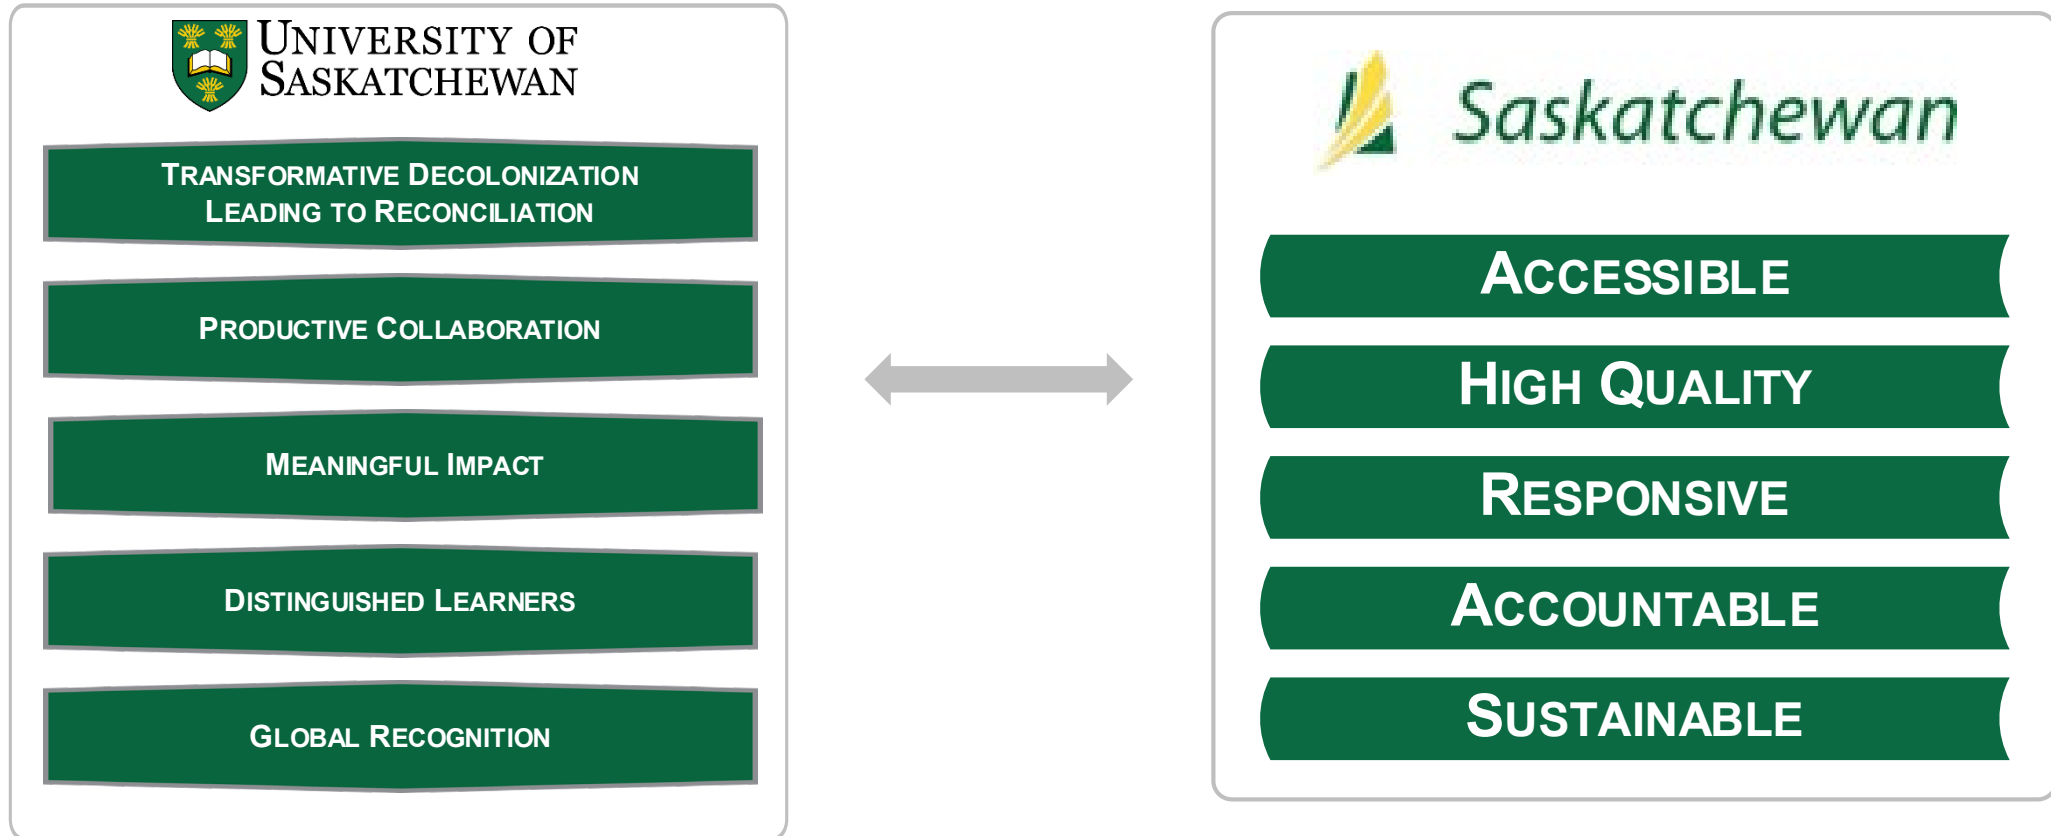 UNIVERSITY OF
SASKATCHEWAN
TRANSFORMATIVE DECOLONIZATION
LEADING TO RECONCILIATION
PRODUCTIVE COLLABORATION
MEANINGFUL IMPACT
DISTINGUISHED LEARNERS
GLOBAL RECOGNITION
Saskatchewan
ACCESSIBLE
HIGH QUALITY
RESPONSIVE
ACCOUNTABLE
SUSTAINABLE